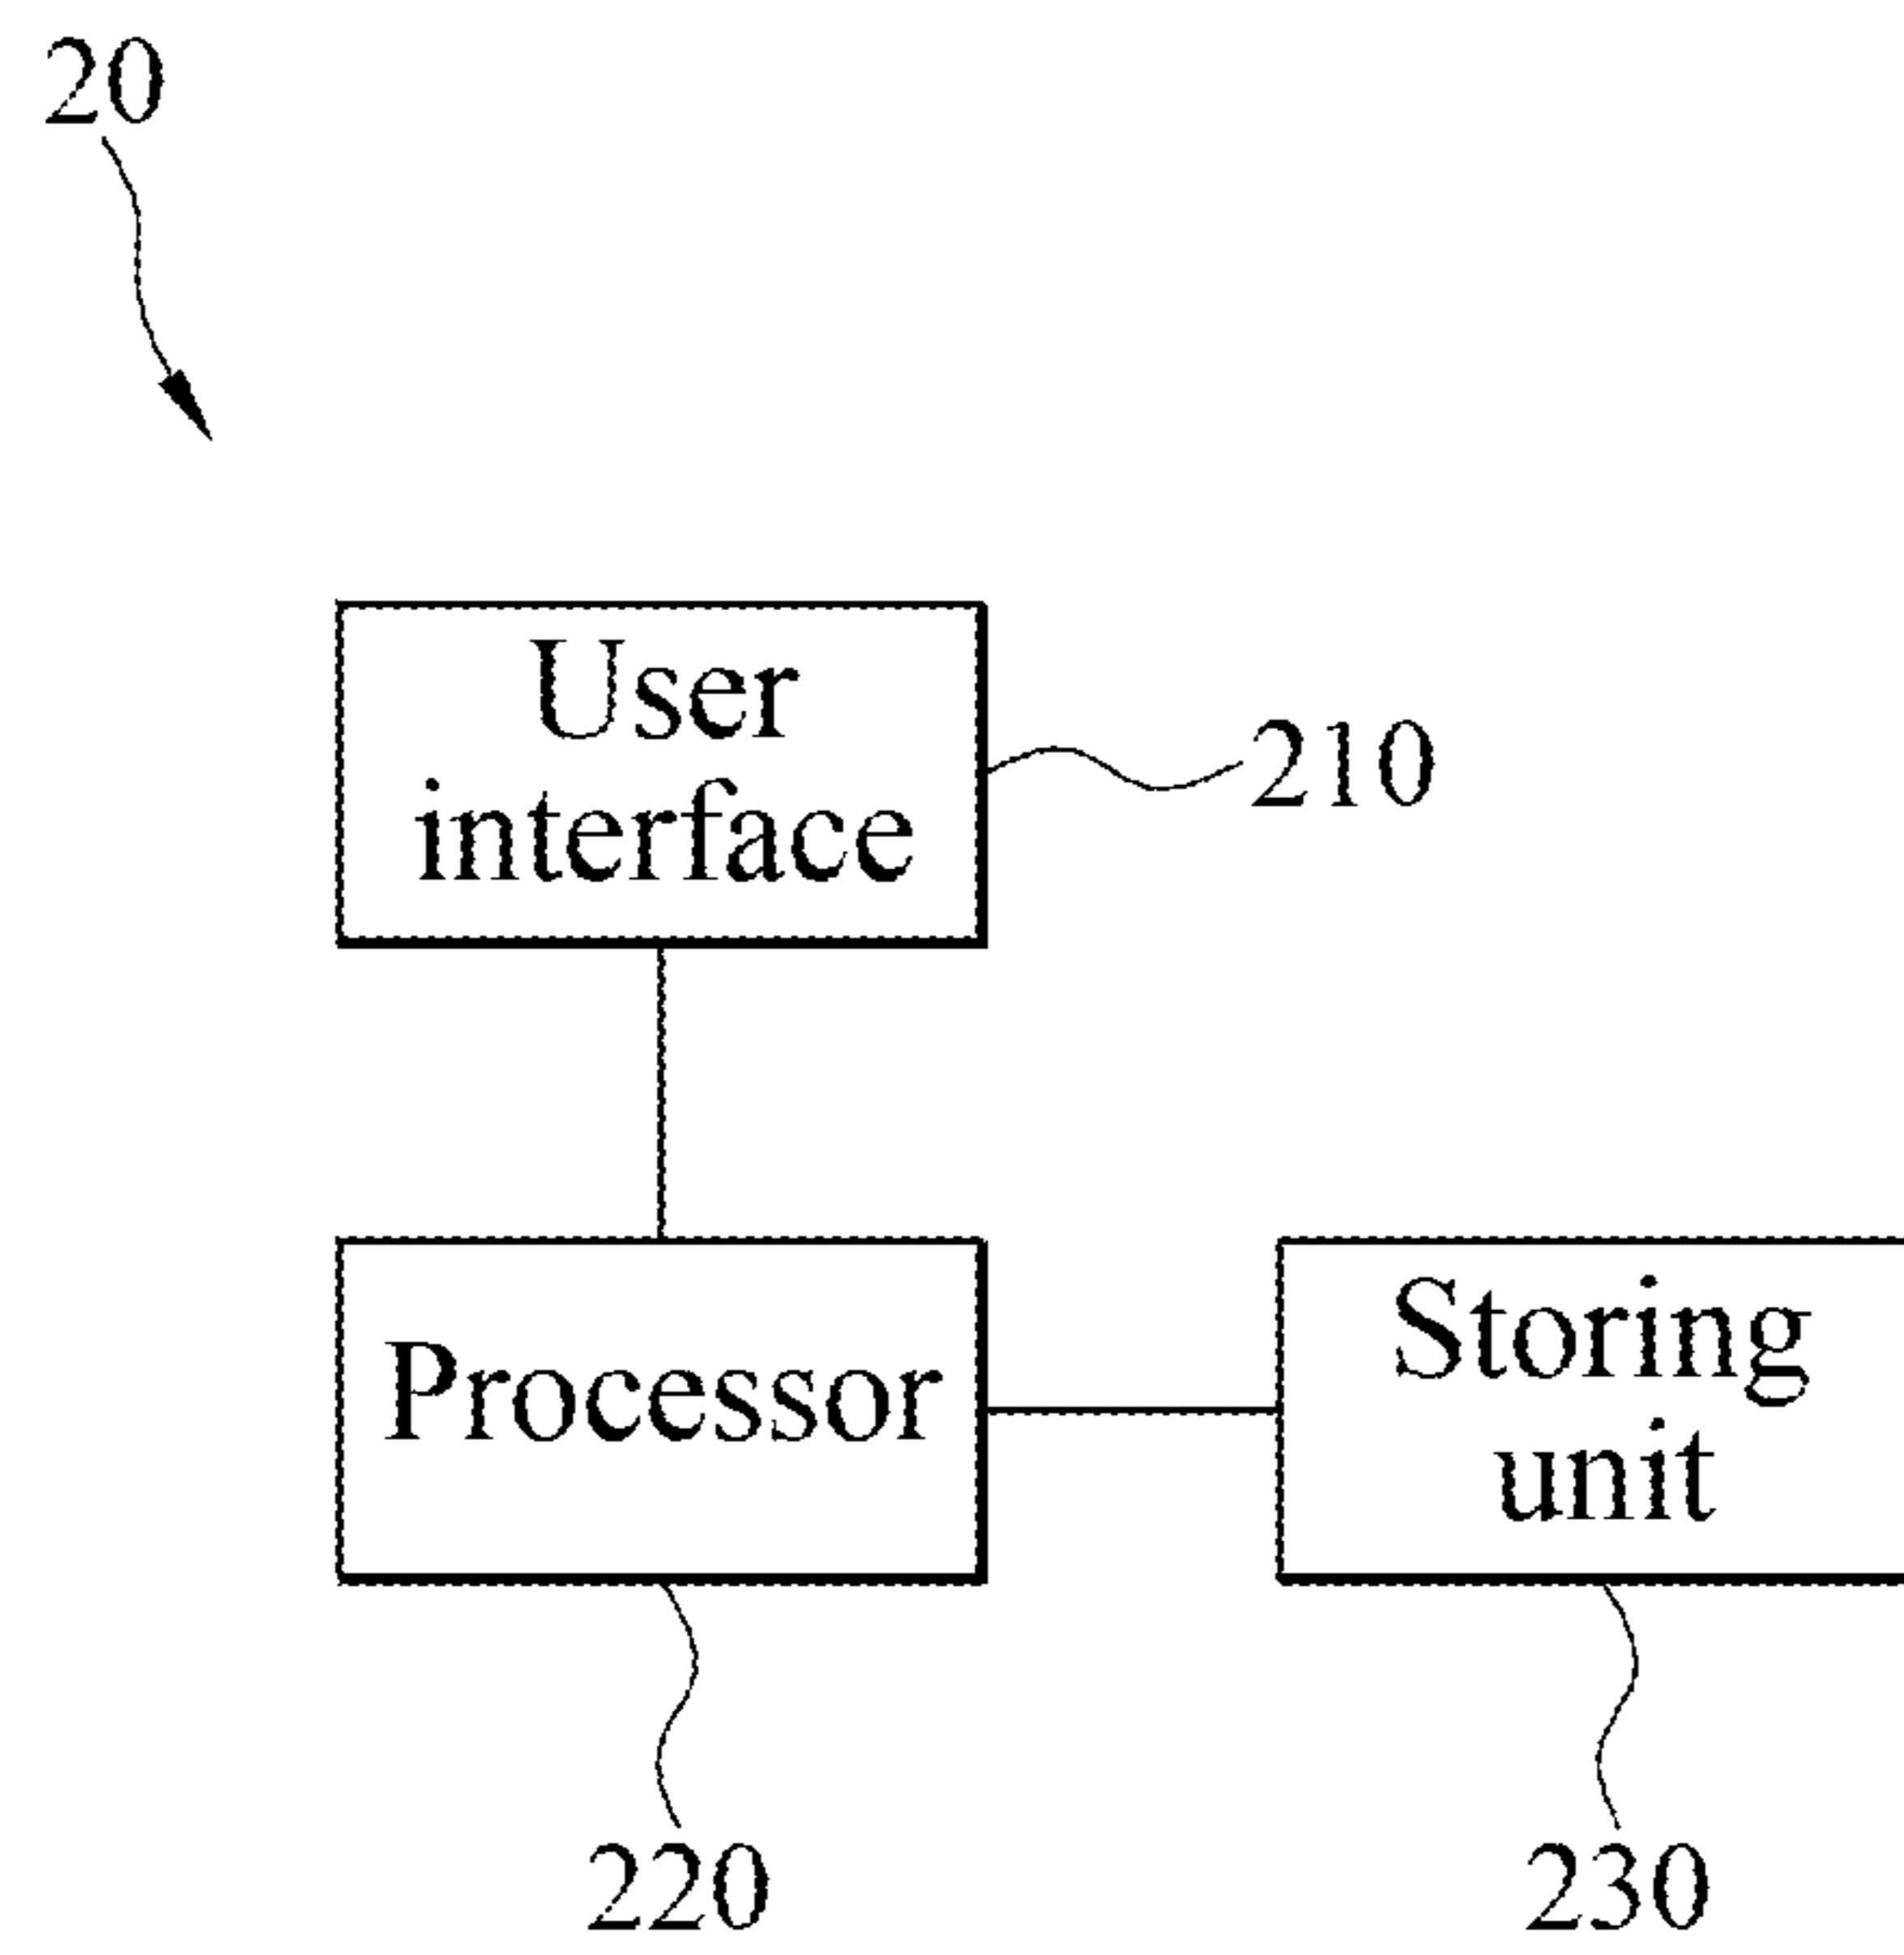 20
User
interface
210
Processor
Storing
unit
220
230